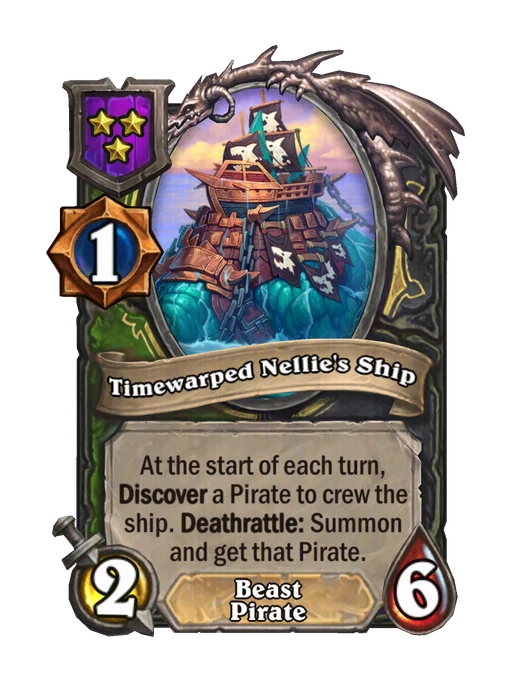 1
Timewarped Nellie's Ship
At the start of each turn,
Discover a Pirate to crew the
ship. Deathrattle: Summon
and get that Pirate.
2
Beast
Pirate
6